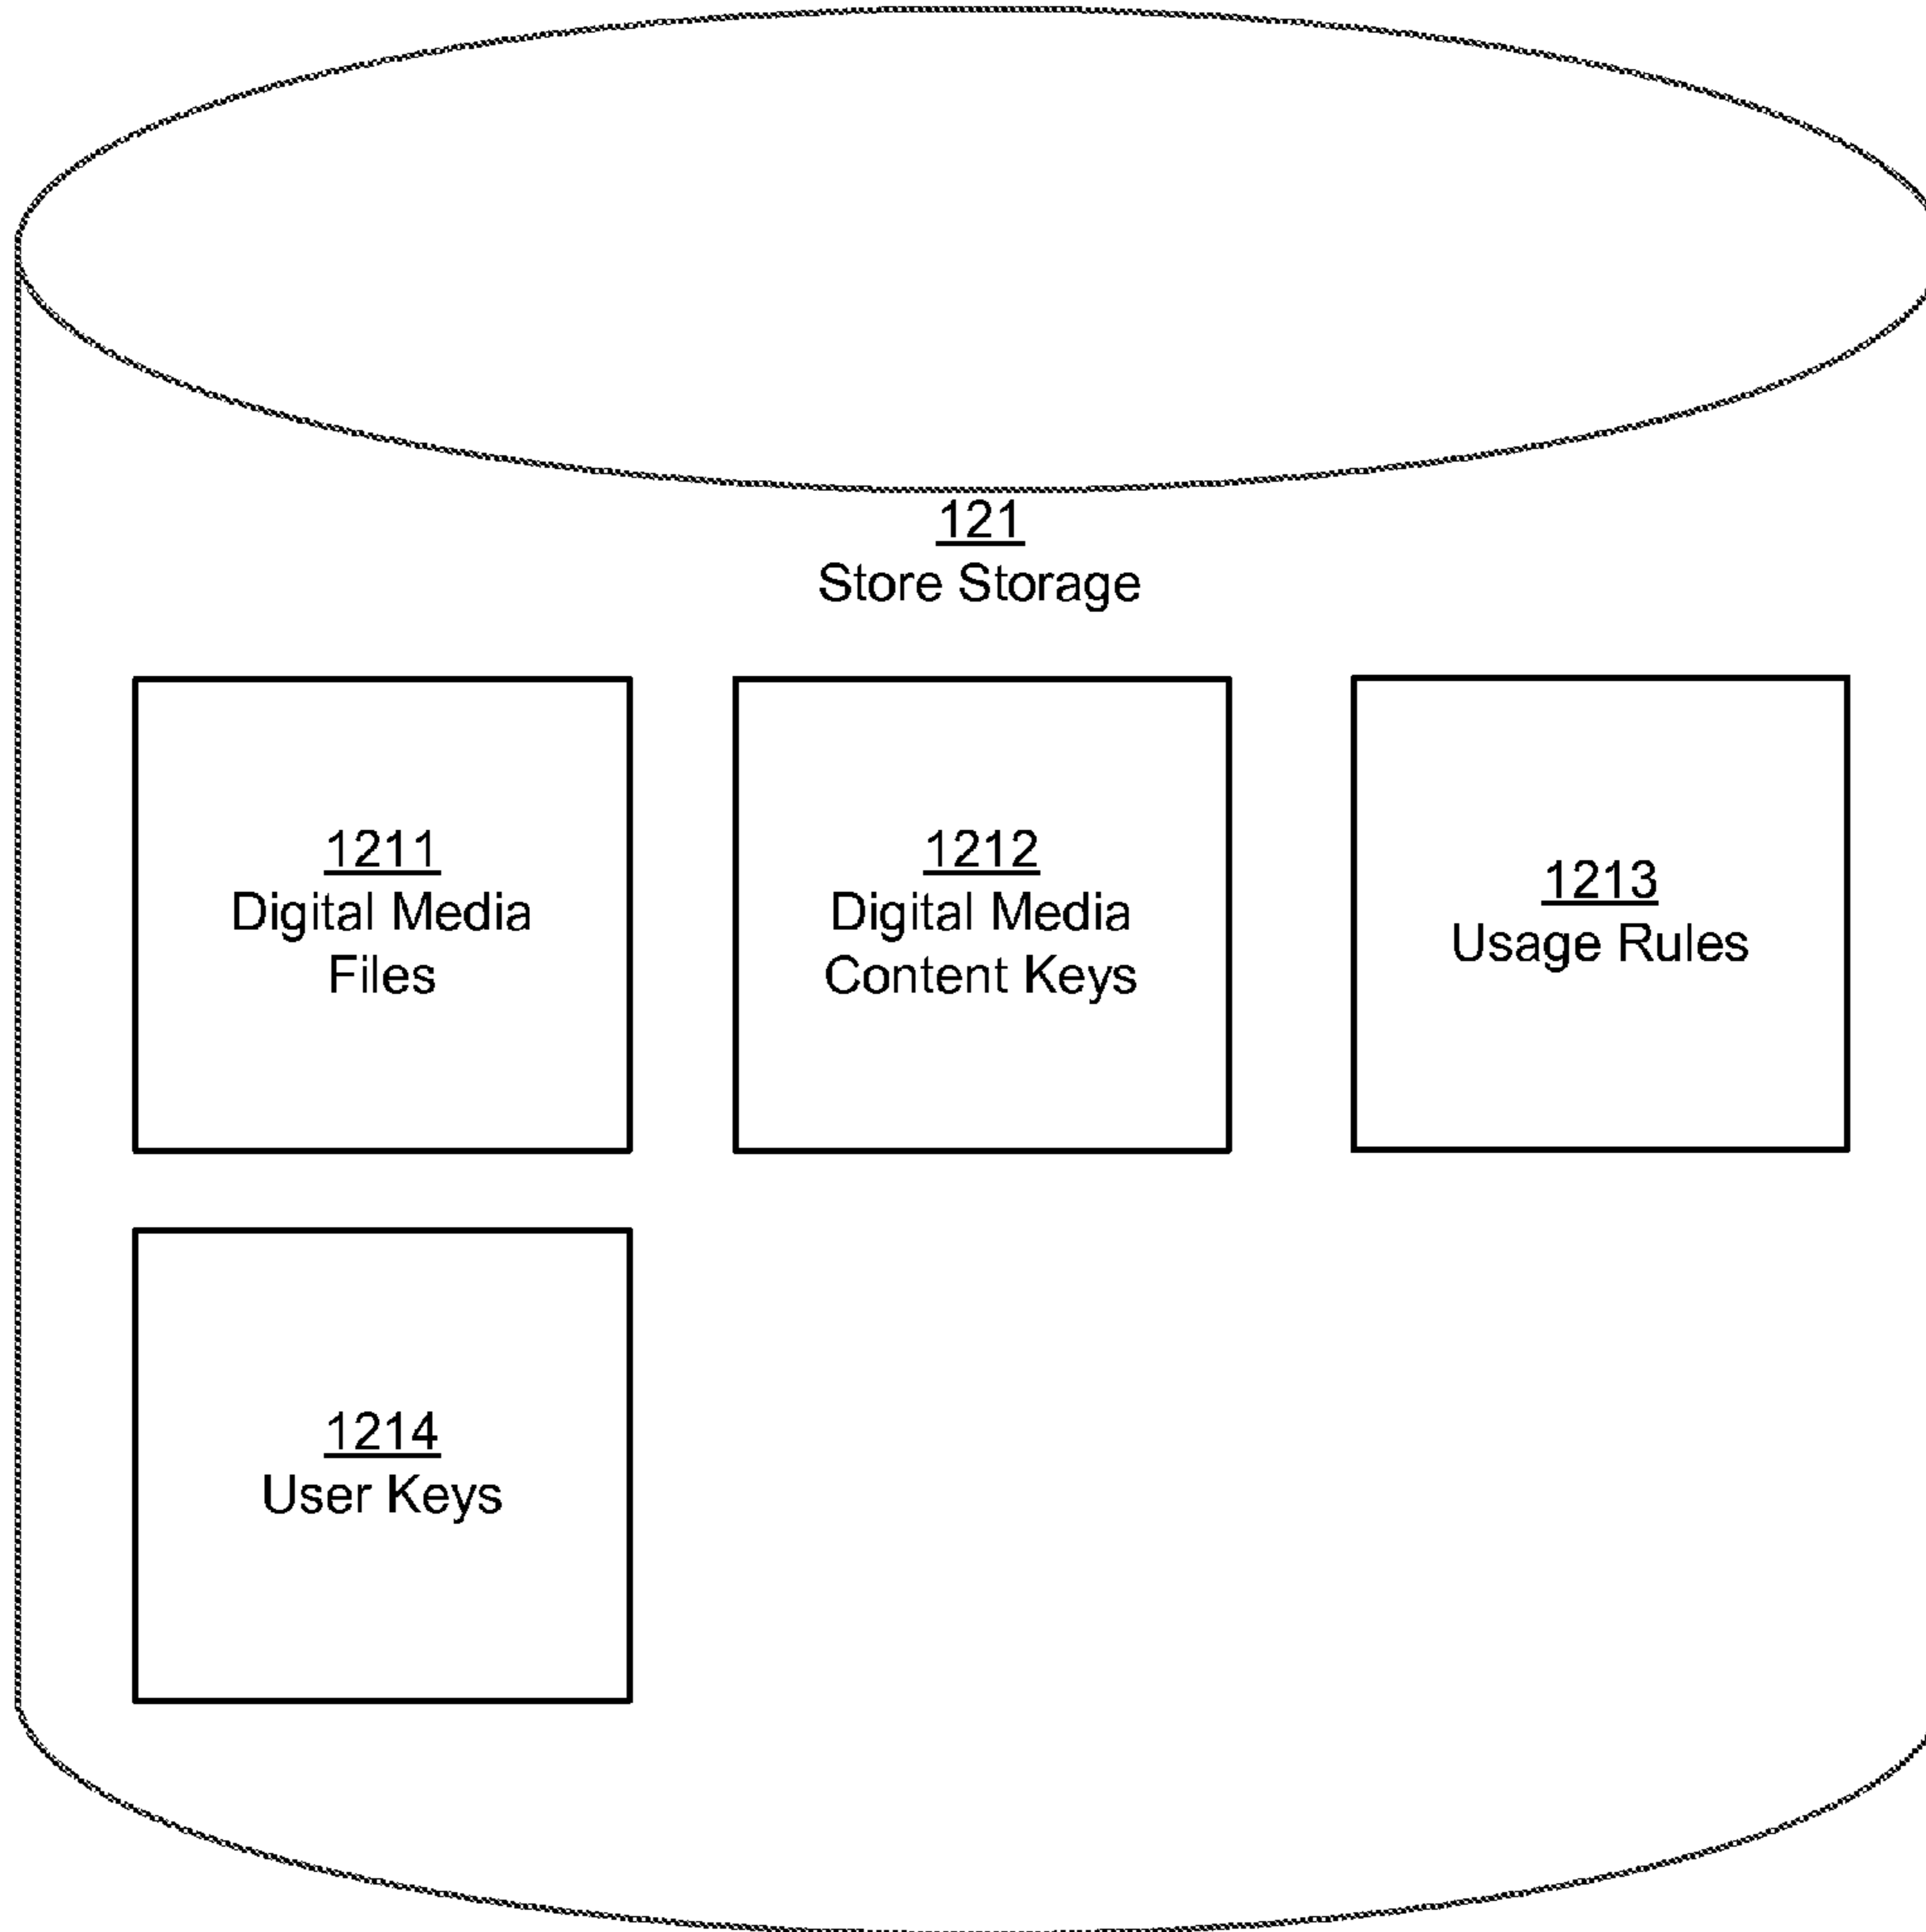 121
Store Storage
1211
Digital Media
Files
1212
Digital Media
Content Keys
1213
Usage Rules
1214
User Keys